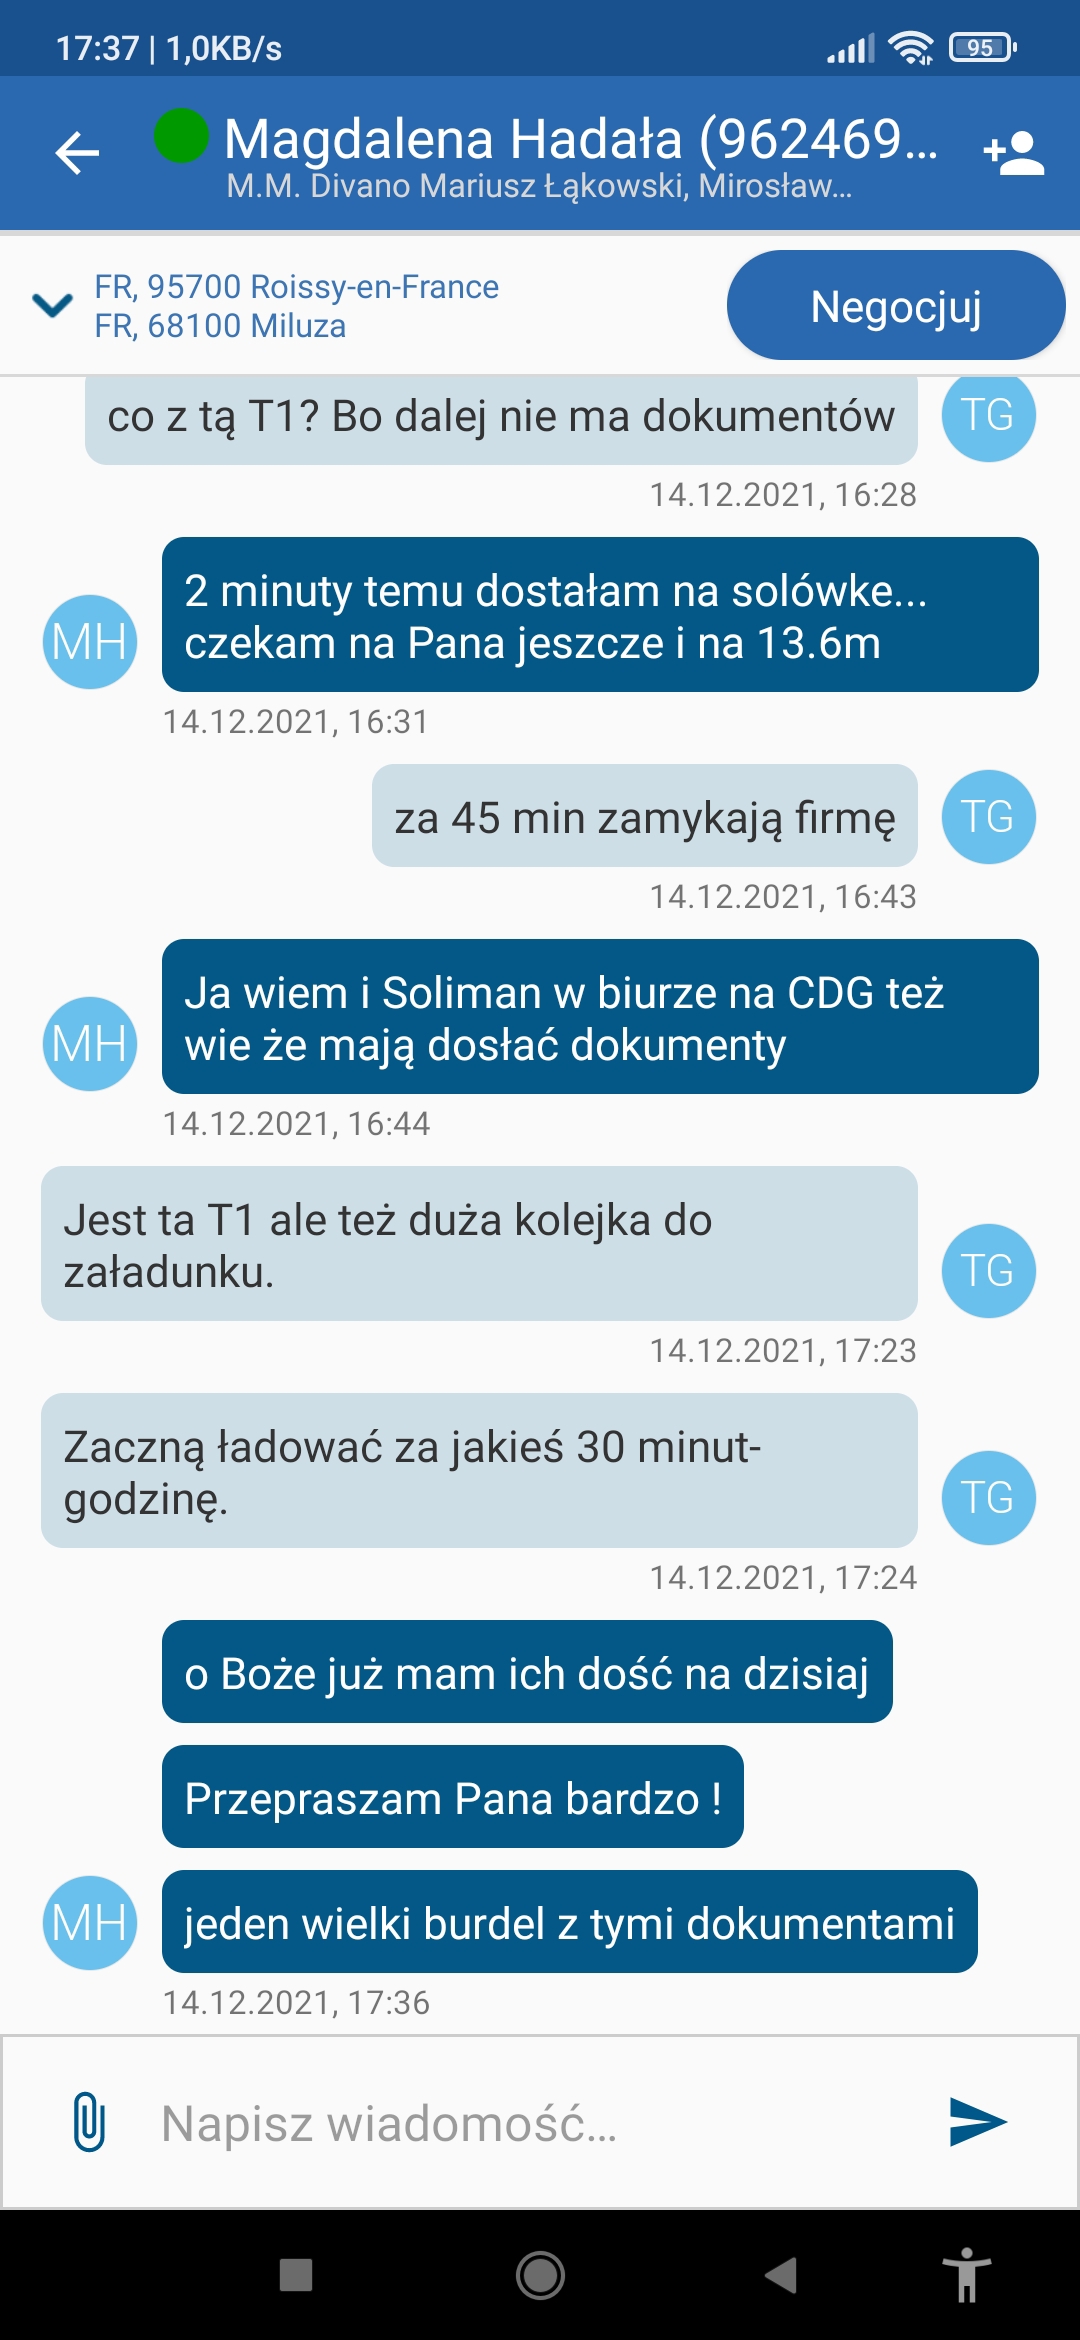 17:37 | 1,0KB/s
95
Magdalena Hadała (962469...
M.M. Divano Mariusz Łąkowski, Mirosław...
FR, 95700 Roissy-en-France
FR, 68100 Miluza
Negocjuj
co z tą T1? Bo dalej nie ma dokumentów
TG
14.12.2021, 16:28
2 minuty temu dostałam na solówke...
czekam na Pana jeszcze i na 13.6m
MH
14.12.2021, 16:31
za 45 min zamykają firmę
TG
14.12.2021, 16:43
Ja wiem i Soliman w biurze na CDG też
wie że mają dosłać dokumenty
MH
14.12.2021, 16:44
Jest ta T1 ale też duża kolejka do
załadunku.
TG
14.12.2021, 17:23
Zaczną ładować za jakieś 30 minut-
godzinę.
TG
14.12.2021, 17:24
o Boże już mam ich dość na dzisiaj
Przepraszam Pana bardzo !
MH
jeden wielki burdel z tymi dokumentami
14.12.2021, 17:36
Napisz wiadomość...